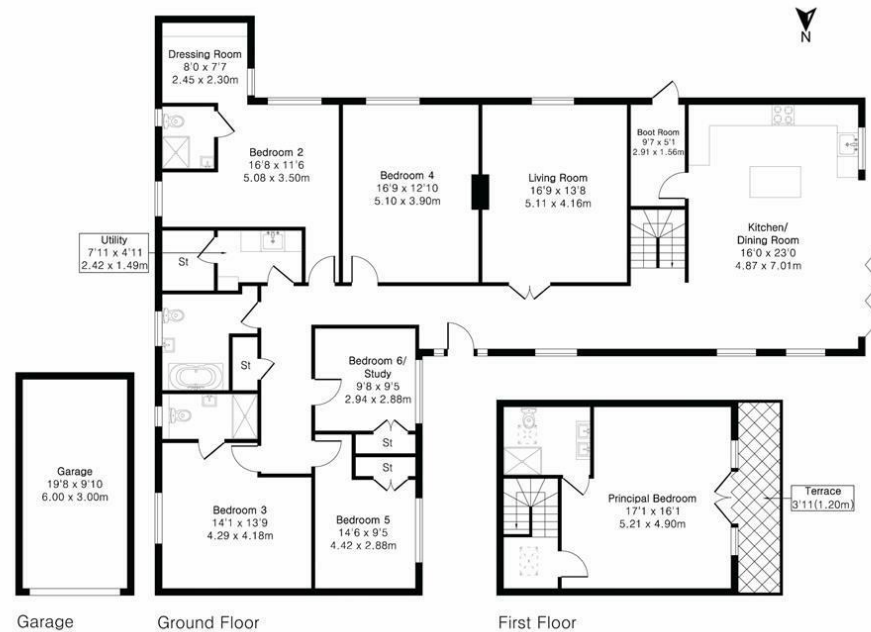 N
Dressing Room
8'0 x 7'7
2.45 x 2.30m
Bedroom 2
16'8 x 11'6
5.08 x 3.50m
Bedroom 4
16'9 x 12'10
5.10 x 3.90m
Living Room
16'9 x 13'8
5.11 x 4.16m
Boot Room
9'7 x 5'1
2.91 x 1.56m
Kitchen/
Dining Room
16'0 x 23'0
4.87 x 7.01m
Utility
7'11 x 4'11
2.42 x 1.49m
St
St
Bedroom 6/
Study
9'8 x 9'5
2.94 x 2.88m
St
St
Bedroom 3
14'1 x 13'9
4.29 x 4.18m
Bedroom 5
14'6 x 9'5
4.42 x 2.88m
Garage
19'8 x 9'10
6.00 x 3.00m
Principal Bedroom
17'1 x 16'1
5.21 x 4.90m
Terrace
3'11(1.20m)
Garage
Ground Floor
First Floor